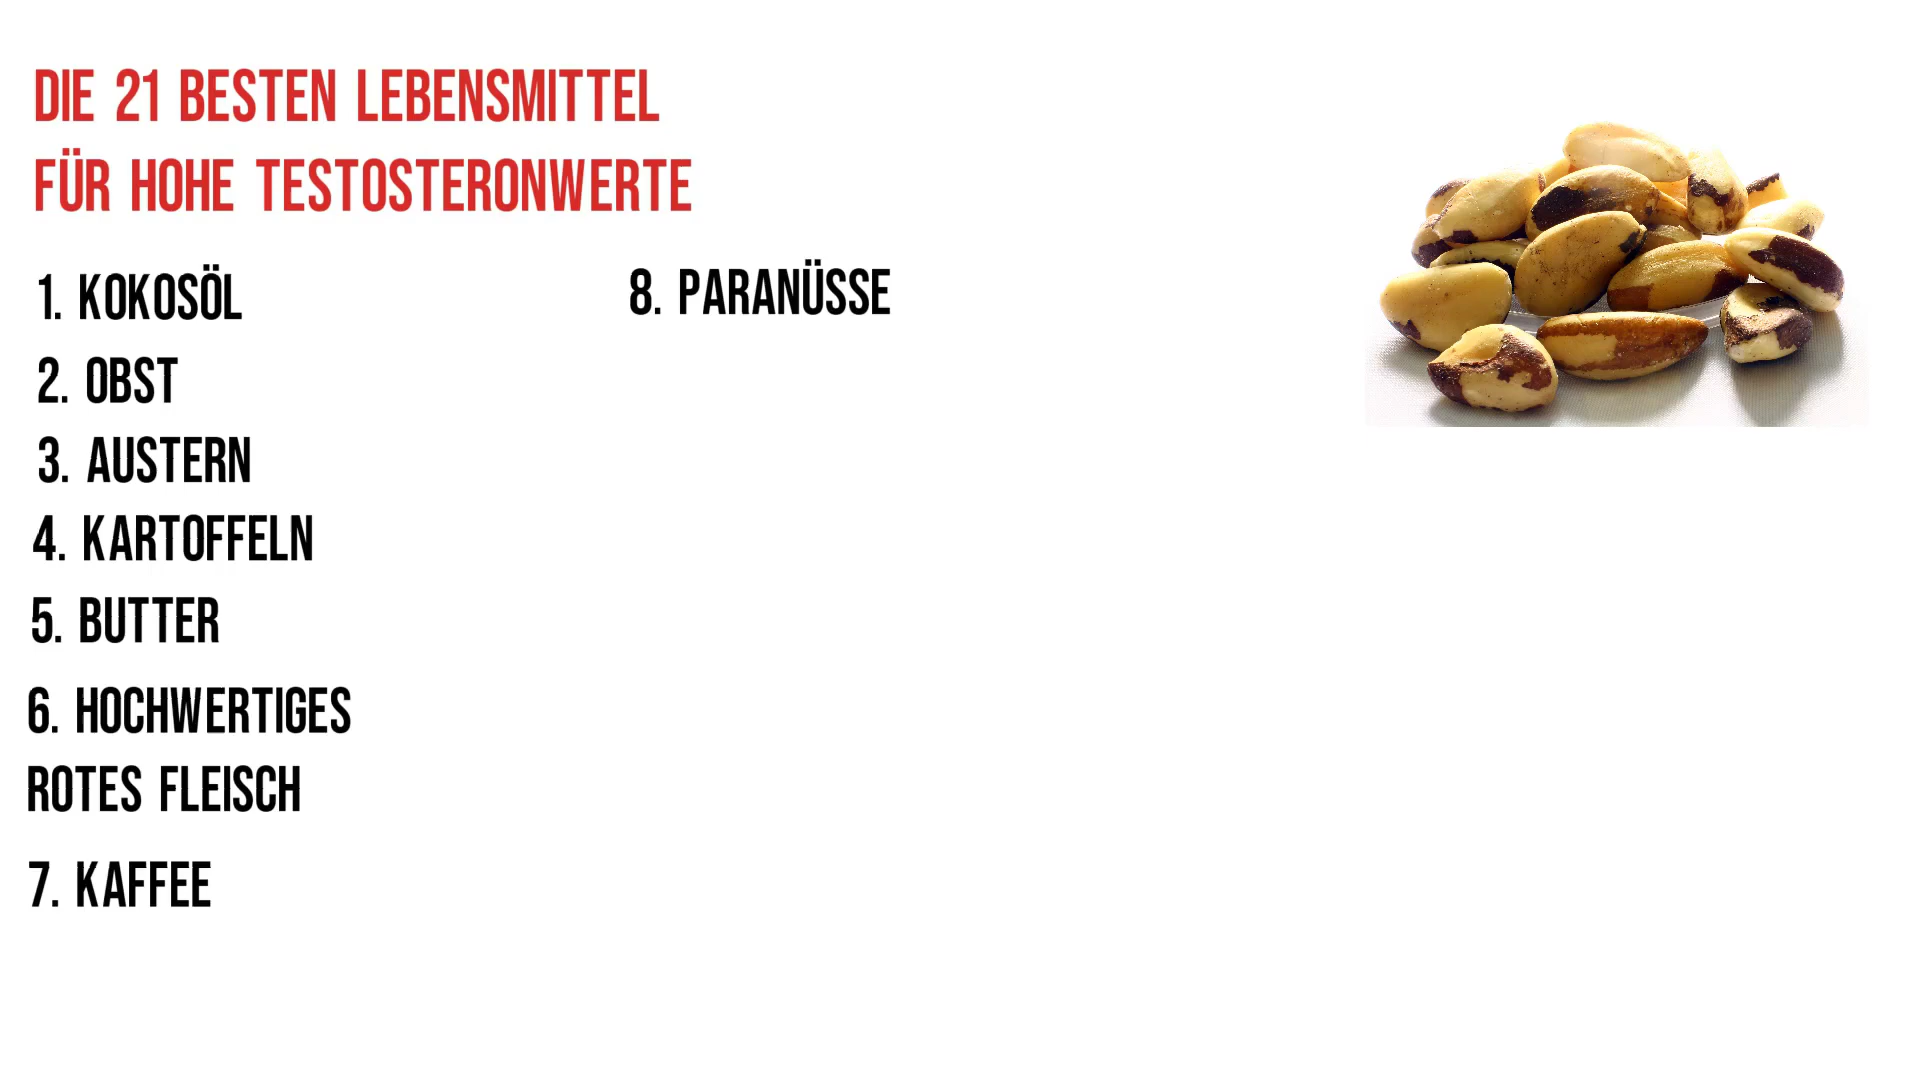 DIE 21 BESTEN LEBENSMITTEL
FÜR HOHE TESTOSTERONWERTE
1. KOKOSÖL
2. OBST
3. AUSTERN
4. KARTOFFELN
5. BUTTER
6. HOCHWERTIGES
ROTES FLEISCH
7. KAFFEE
8. PARANÜSSE